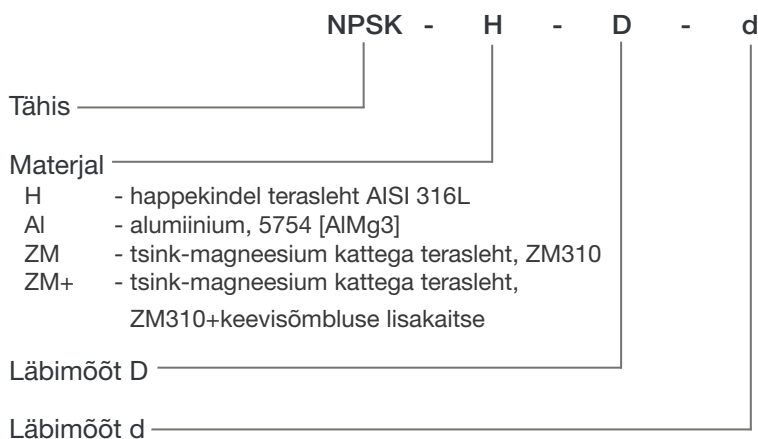 NPSK - H - D - d
Tähis
Materjal
H - happekindel terasleht AISI 316L
Al - alumiinium, 5754 [AlMg3]
ZM - tsink-magneesium kattega terasleht, ZM310
ZM+ - tsink-magneesium kattega terasleht,
ZM310+keevisõmbluse lisakaitse
Läbimõõt D
Läbimõõt d